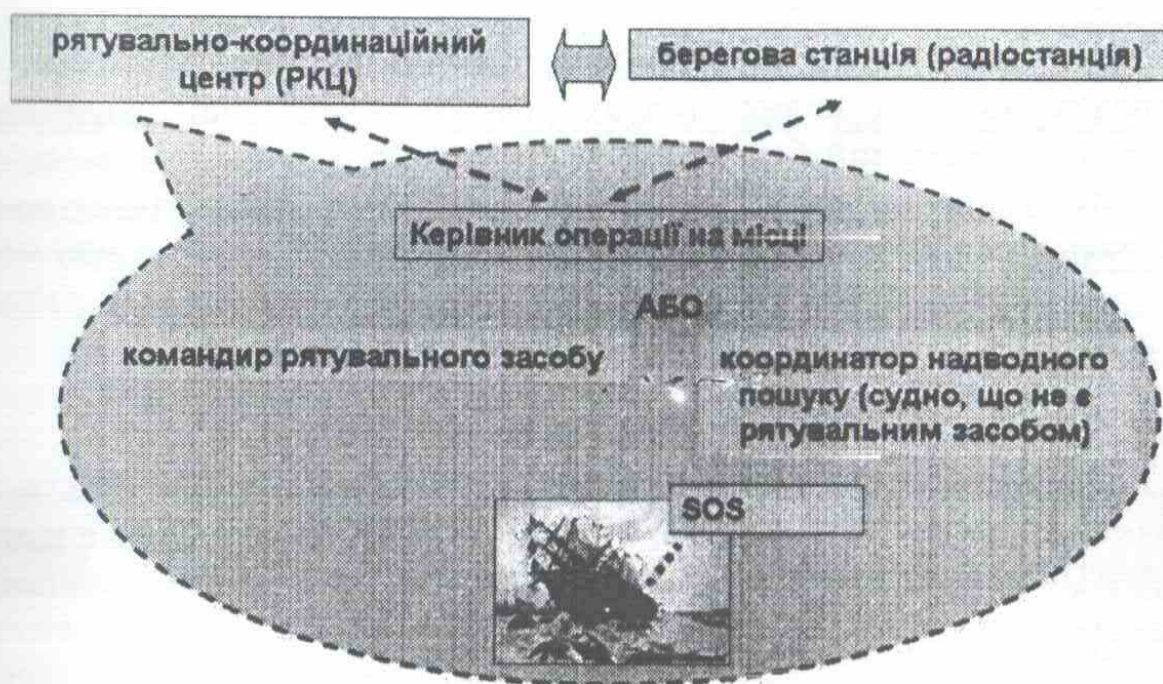 рятувально-координаційний
центр (РКЦ)
берегова станція (радіостанція)
Керівник операції на місці
АБО
командир рятувального засобу
координатор надводного
пошуку (судно, що не є
рятувальним засобом)
SOS